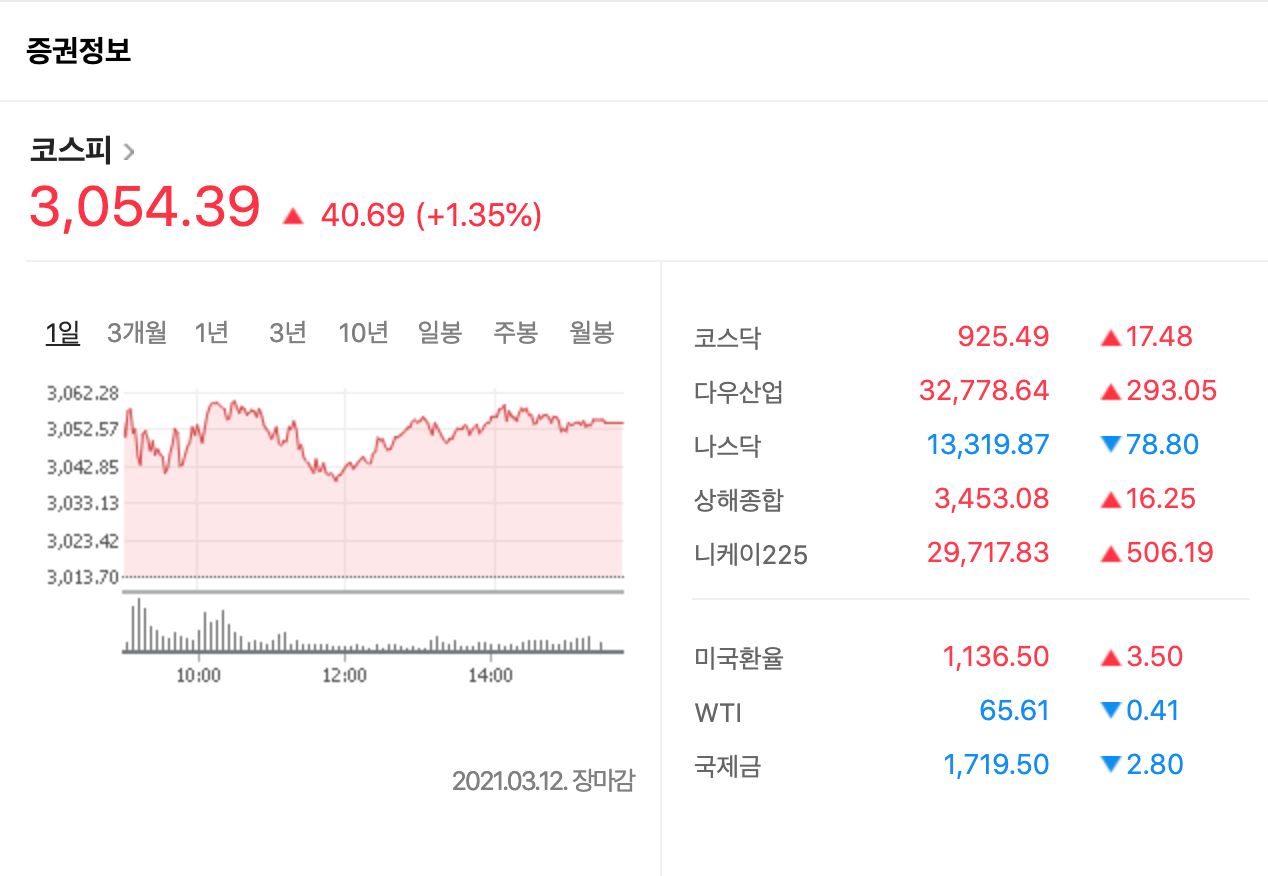 증권정보
코스피
3,054.39 ▲ 40.69 (+1.35%)
1일 3개월 1년 3년 10년 일봉 주봉 월봉
3,062.28
3,052.57
3,042.85
3,033.13
3,023.42
3,013.70
10:00 12:00 14:00
2021.03.12. 장마감
코스닥 925.49 ▲17.48
다우산업 32,778.64 ▲293.05
나스닥 13,319.87 ▼78.80
상해종합 3,453.08 ▲16.25
니케이225 29,717.83 ▲506.19
미국환율 1,136.50 ▲3.50
WTI 65.61 ▼0.41
국제금 1,719.50 ▼2.80